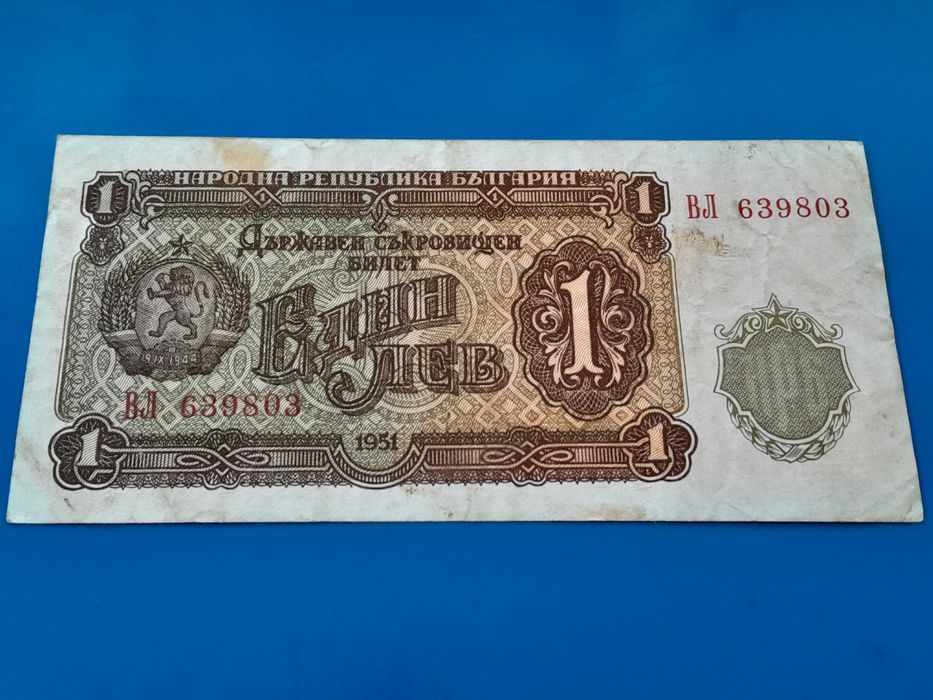 1 НАРОДНА РЕПУБЛИКА БЪЛГАРИЯ 1
ВЛ 639803
ДЪРЖАВЕН СЪКРОВИЩЕН
БИЛЕТ
ЕДИН
ЛЕВ
1
9.IX.1944
ВЛ 639803
1 1951 1